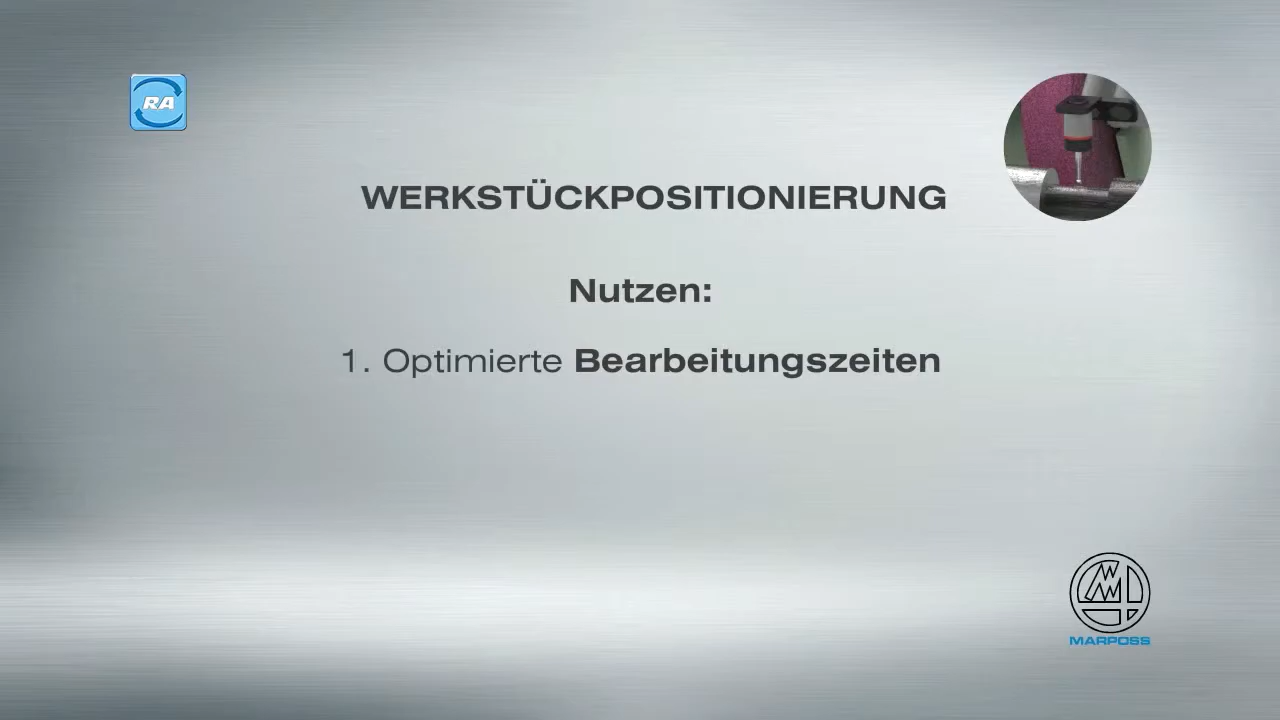 RA
WERKSTÜCKPOSITIONIERUNG
Nutzen:
1. Optimierte Bearbeitungszeiten
MARPOSS